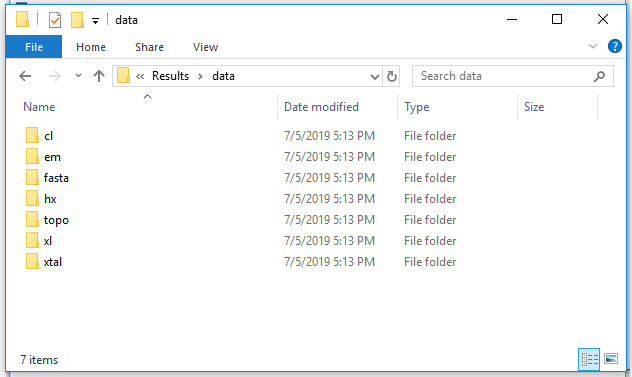 data
File Home Share View
« Results > data Search data
Name Date modified Type Size
cl 7/5/2019 5:13 PM File folder
em 7/5/2019 5:13 PM File folder
fasta 7/5/2019 5:13 PM File folder
hx 7/5/2019 5:13 PM File folder
topo 7/5/2019 5:13 PM File folder
xl 7/5/2019 5:13 PM File folder
xtal 7/5/2019 5:13 PM File folder
7 items